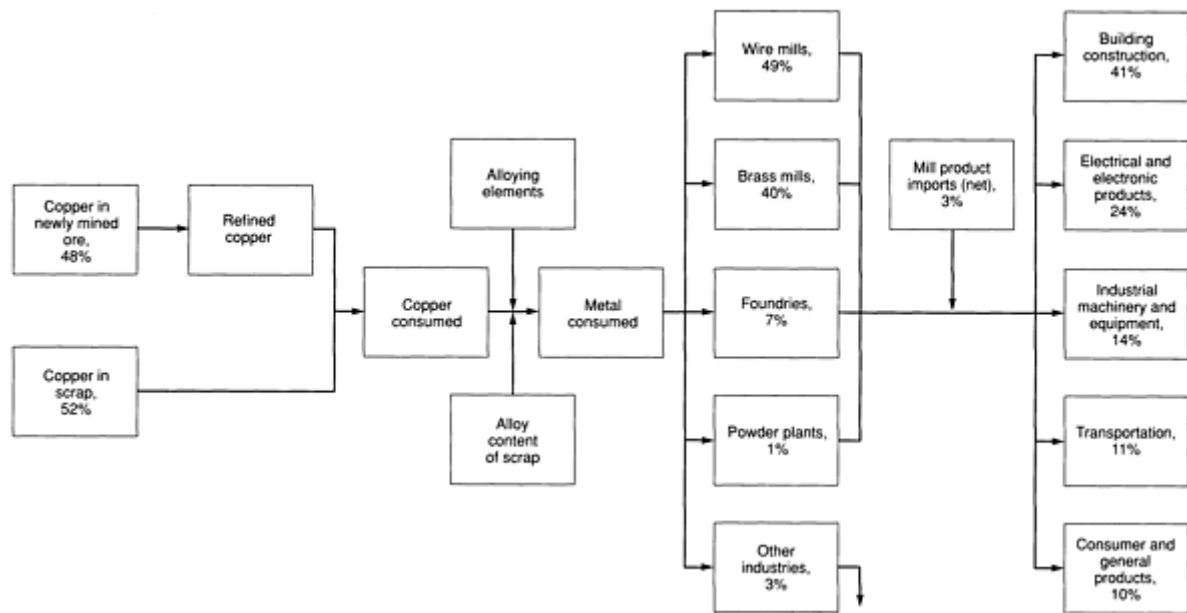 Copper in
newly mined
ore,
48%
Refined
copper
Copper in
scrap,
52%
Copper
consumed
Alloying
elements
Alloy
content
of scrap
Metal
consumed
Wire mills,
49%
Brass mills,
40%
Foundries,
7%
Powder plants,
1%
Other
industries,
3%
Mill product
imports (net),
3%
Building
construction,
41%
Electrical and
electronic
products,
24%
Industrial
machinery and
equipment,
14%
Transportation,
11%
Consumer and
general
products,
10%